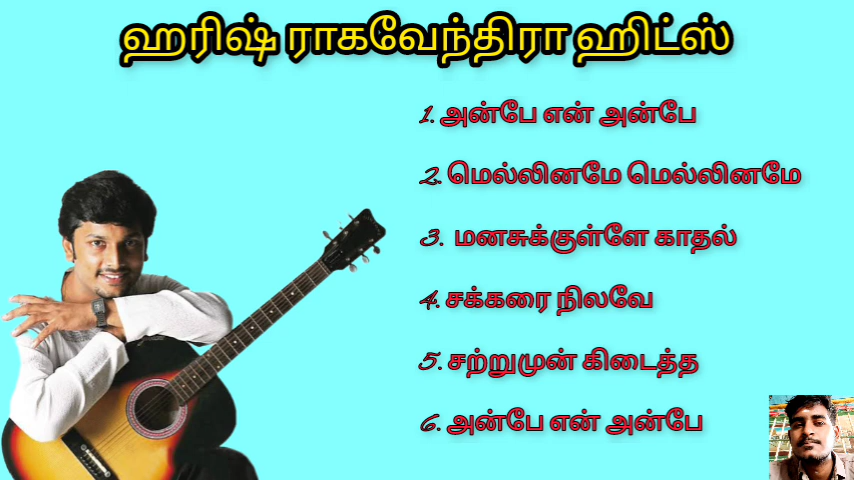 ஹரிஷ் ராகவேந்திரா ஹிட்ஸ்
1. அன்பே என் அன்பே
2. மெல்லினமே மெல்லினமே
3. மனசுக்குள்ளே காதல்
4. சக்கரை நிலவே
5. சற்றுமுன் கிடைத்த
6. அன்பே என் அன்பே